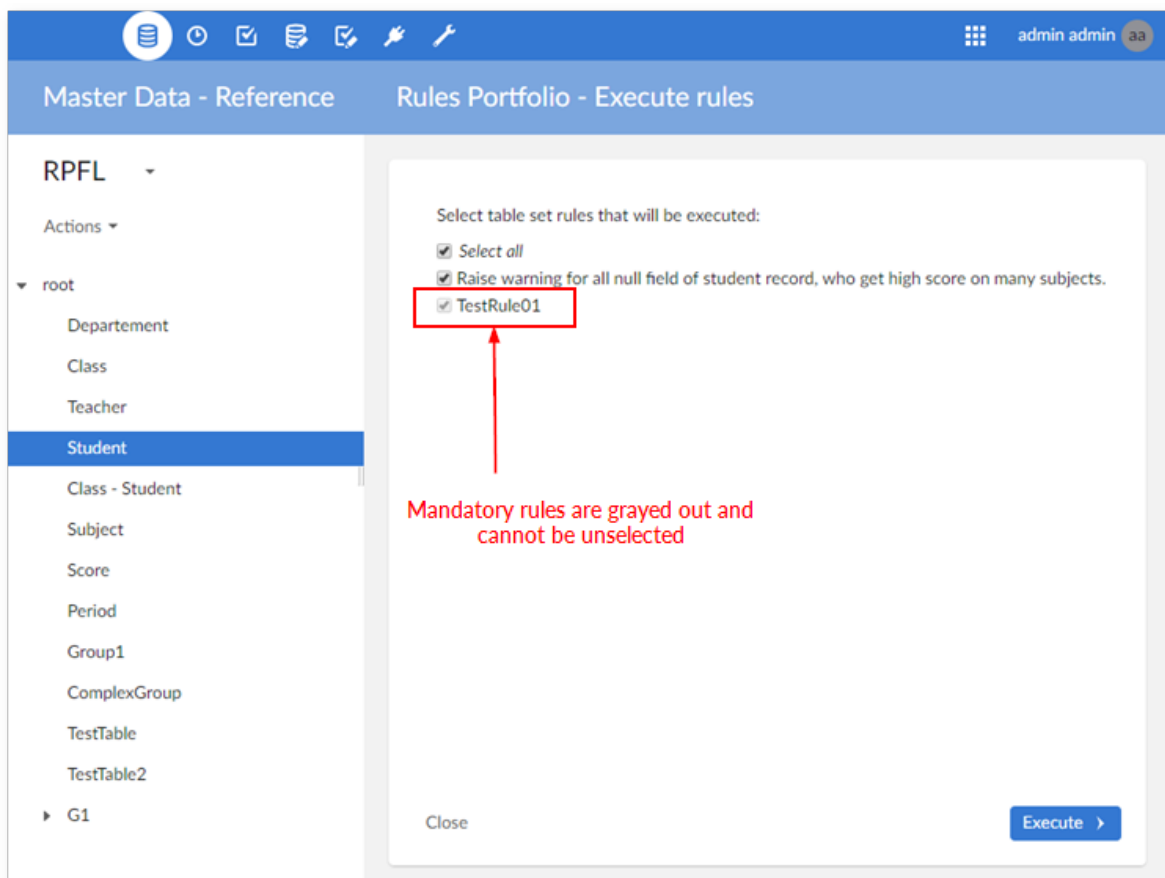 admin admin aa
Master Data - Reference
Rules Portfolio - Execute rules
RPFL
Actions
root
Departement
Class
Teacher
Student
Class - Student
Subject
Score
Period
Group1
ComplexGroup
TestTable
TestTable2
G1
Select table set rules that will be executed:
Select all
Raise warning for all null field of student record, who get high score on many subjects.
TestRule01
Mandatory rules are grayed out and
cannot be unselected
Close
Execute